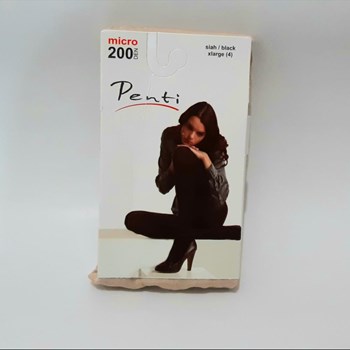 micro
200 DEN
siah / black
xlarge (4)
Penti